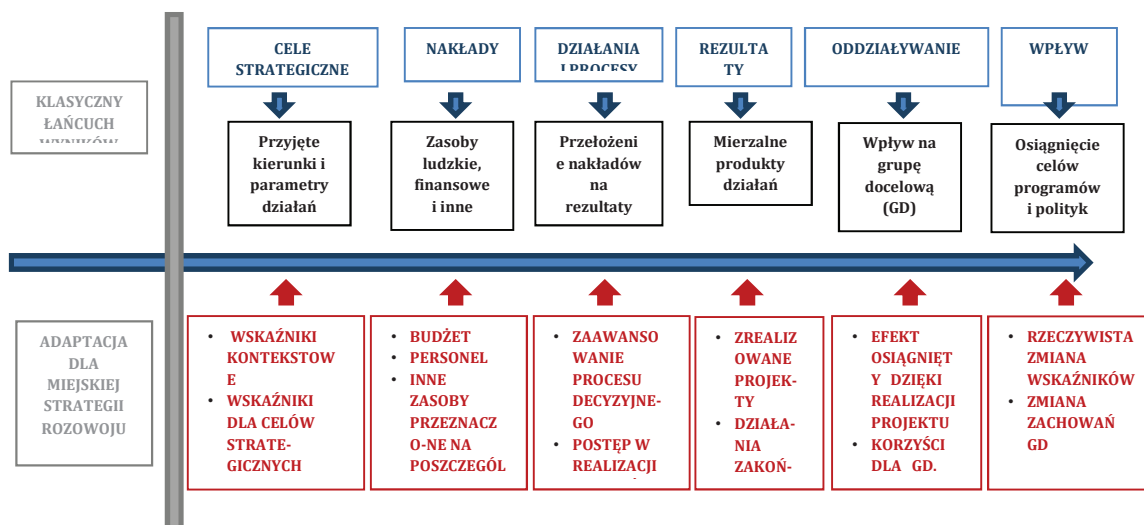 CELE
STRATEGICZNE
NAKŁADY
DZIAŁANIA
I PROCESY
REZULTA
TY
ODDZIAŁYWANIE
WPŁYW
KLASYCZNY
ŁAŃCUCH
WYNIKÓW
Przyjęte
kierunki i
parametry
działań
Zasoby
ludzkie,
finansowe
i inne
Przełożeni
e nakładów
na
rezultaty
Mierzalne
produkty
działań
Wpływ na
grupę
docelową
(GD)
Osiągnięcie
celów
programów
i polityk
ADAPTACJA
DLA
MIEJSKIEJ
STRATEGII
ROZOWOJU
• WSKAŹNIKI
KONTEKSTOW
E
• WSKAŹNIKI
DLA CELÓW
STRATE-
GICZNYCH
• BUDŻET
• PERSONEL
• INNE
ZASOBY
PRZEZNACZ
O-NE NA
POSZCZEGÓL
• ZAAWANSO
WANIE
PROCESU
DECYZYJNE-
GO
• POSTĘP W
REALIZACJI
• ZREALIZ
OWANE
PROJEK-
TY
• DZIAŁA-
NIA
ZAKOŃ-
• EFEKT
OSIĄGNIĘT
Y DZIĘKI
REALIZACJI
PROJEKTU
• KORZYŚCI
DLA GD.
• RZECZYWISTA
ZMIANA
WSKAŹNIKÓW
• ZMIANA
ZACHOWAŃ
GD